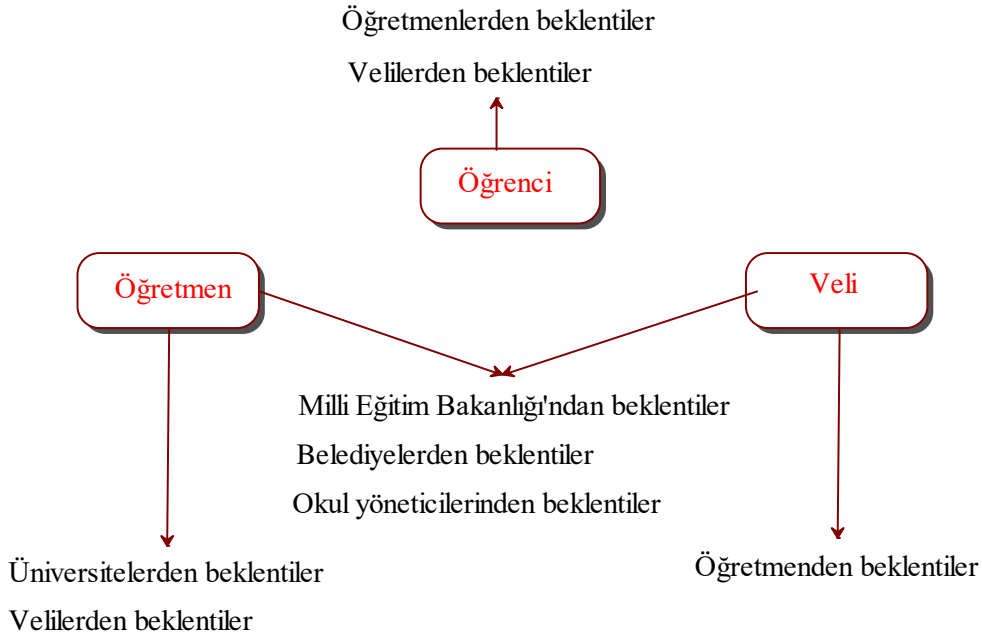 Öğretmenlerden beklentiler
Velilerden beklentiler
Öğrenci
Öğretmen
Veli
Milli Eğitim Bakanlığı'ndan beklentiler
Belediyelerden beklentiler
Okul yöneticilerinden beklentiler
Üniversitelerden beklentiler
Velilerden beklentiler
Öğretmenden beklentiler